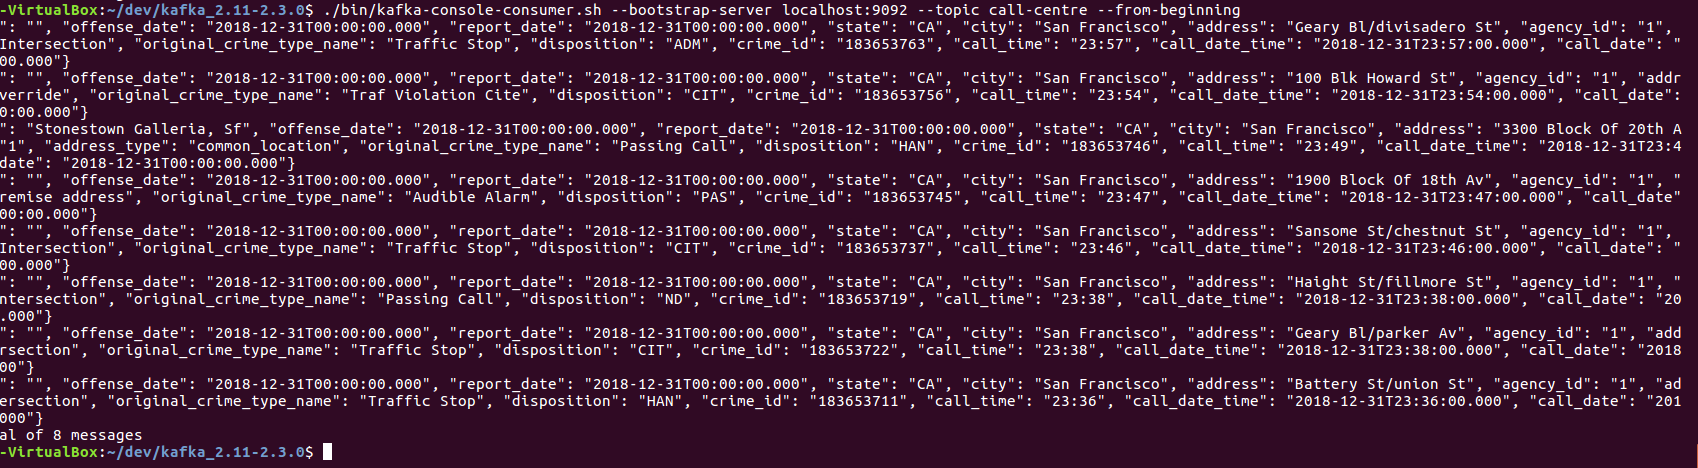 -VirtualBox:~/dev/kafka_2.11-2.3.0$ ./bin/kafka-console-consumer.sh --bootstrap-server localhost:9092 --topic call-centre --from-beginning
": "", "offense_date": "2018-12-31T00:00:00.000", "report_date": "2018-12-31T00:00:00.000", "state": "CA", "city": "San Francisco", "address": "Geary Bl/divisadero St", "agency_id": "1",
Intersection", "original_crime_type_name": "Traffic Stop", "disposition": "ADM", "crime_id": "183653763", "call_time": "23:57", "call_date_time": "2018-12-31T23:57:00.000", "call_date": "
00.000"}
": "", "offense_date": "2018-12-31T00:00:00.000", "report_date": "2018-12-31T00:00:00.000", "state": "CA", "city": "San Francisco", "address": "100 Blk Howard St", "agency_id": "1", "addr
verride", "original_crime_type_name": "Traf Violation Cite", "disposition": "CIT", "crime_id": "183653756", "call_time": "23:54", "call_date_time": "2018-12-31T23:54:00.000", "call_date":
0:00.000"}
": "Stonestown Galleria, Sf", "offense_date": "2018-12-31T00:00:00.000", "report_date": "2018-12-31T00:00:00.000", "state": "CA", "city": "San Francisco", "address": "3300 Block Of 20th A
"1", "address_type": "common_location", "original_crime_type_name": "Passing Call", "disposition": "HAN", "crime_id": "183653746", "call_time": "23:49", "call_date_time": "2018-12-31T23:4
date": "2018-12-31T00:00:00.000"}
": "", "offense_date": "2018-12-31T00:00:00.000", "report_date": "2018-12-31T00:00:00.000", "state": "CA", "city": "San Francisco", "address": "1900 Block Of 18th Av", "agency_id": "1", "
remise address", "original_crime_type_name": "Audible Alarm", "disposition": "PAS", "crime_id": "183653745", "call_time": "23:47", "call_date_time": "2018-12-31T23:47:00.000", "call_date"
00:00.000"}
": "", "offense_date": "2018-12-31T00:00:00.000", "report_date": "2018-12-31T00:00:00.000", "state": "CA", "city": "San Francisco", "address": "Sansome St/chestnut St", "agency_id": "1",
Intersection", "original_crime_type_name": "Traffic Stop", "disposition": "CIT", "crime_id": "183653737", "call_time": "23:46", "call_date_time": "2018-12-31T23:46:00.000", "call_date": "
00.000"}
": "", "offense_date": "2018-12-31T00:00:00.000", "report_date": "2018-12-31T00:00:00.000", "state": "CA", "city": "San Francisco", "address": "Haight St/fillmore St", "agency_id": "1", "
ntersection", "original_crime_type_name": "Passing Call", "disposition": "ND", "crime_id": "183653719", "call_time": "23:38", "call_date_time": "2018-12-31T23:38:00.000", "call_date": "20
.000"}
": "", "offense_date": "2018-12-31T00:00:00.000", "report_date": "2018-12-31T00:00:00.000", "state": "CA", "city": "San Francisco", "address": "Geary Bl/parker Av", "agency_id": "1", "add
rsection", "original_crime_type_name": "Traffic Stop", "disposition": "CIT", "crime_id": "183653722", "call_time": "23:38", "call_date_time": "2018-12-31T23:38:00.000", "call_date": "2018
00"}
": "", "offense_date": "2018-12-31T00:00:00.000", "report_date": "2018-12-31T00:00:00.000", "state": "CA", "city": "San Francisco", "address": "Battery St/union St", "agency_id": "1", "ad
ersection", "original_crime_type_name": "Traffic Stop", "disposition": "HAN", "crime_id": "183653711", "call_time": "23:36", "call_date_time": "2018-12-31T23:36:00.000", "call_date": "201
000"}
al of 8 messages
-VirtualBox:~/dev/kafka_2.11-2.3.0$